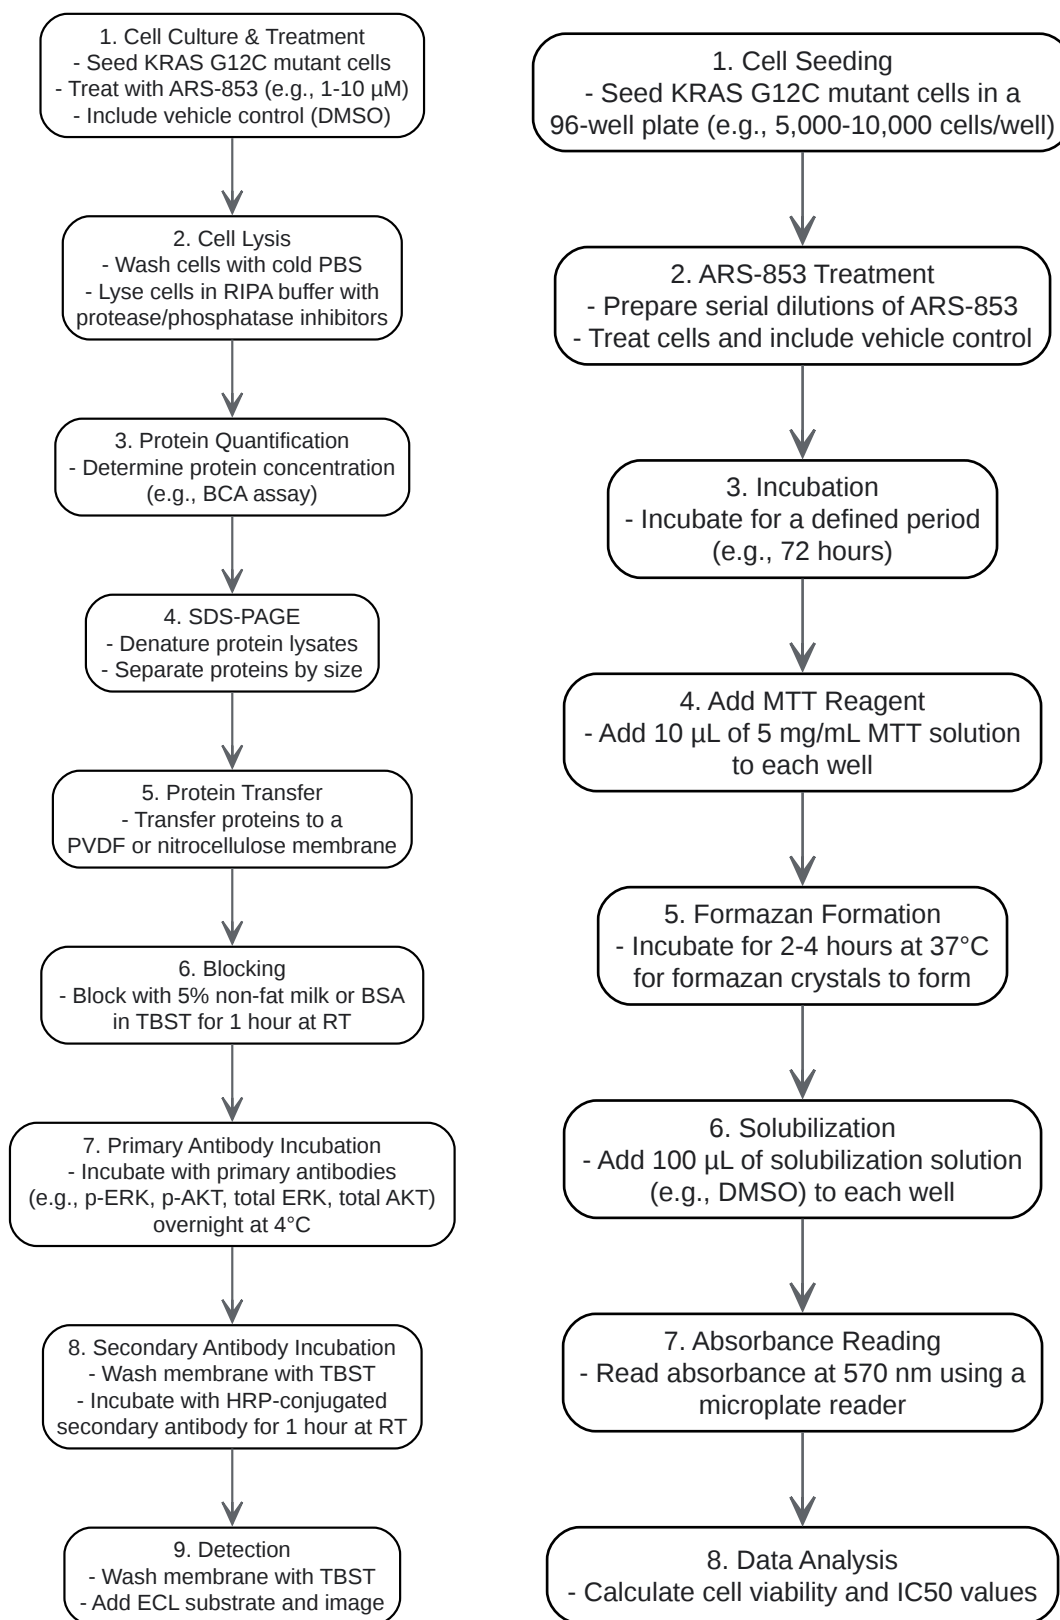 1. Cell Culture & Treatment
- Seed KRAS G12C mutant cells
- Treat with ARS-853 (e.g., 1-10 µM)
- Include vehicle control (DMSO)
2. Cell Lysis
- Wash cells with cold PBS
- Lyse cells in RIPA buffer with
protease/phosphatase inhibitors
3. Protein Quantification
- Determine protein concentration
(e.g., BCA assay)
4. SDS-PAGE
- Denature protein lysates
- Separate proteins by size
5. Protein Transfer
- Transfer proteins to a
PVDF or nitrocellulose membrane
6. Blocking
- Block with 5% non-fat milk or BSA
in TBST for 1 hour at RT
7. Primary Antibody Incubation
- Incubate with primary antibodies
(e.g., p-ERK, p-AKT, total ERK, total AKT)
overnight at 4°C
8. Secondary Antibody Incubation
- Wash membrane with TBST
- Incubate with HRP-conjugated
secondary antibody for 1 hour at RT
9. Detection
- Wash membrane with TBST
- Add ECL substrate and image
1. Cell Seeding
- Seed KRAS G12C mutant cells in a
96-well plate (e.g., 5,000-10,000 cells/well)
2. ARS-853 Treatment
- Prepare serial dilutions of ARS-853
- Treat cells and include vehicle control
3. Incubation
- Incubate for a defined period
(e.g., 72 hours)
4. Add MTT Reagent
- Add 10 µL of 5 mg/mL MTT solution
to each well
5. Formazan Formation
- Incubate for 2-4 hours at 37°C
for formazan crystals to form
6. Solubilization
- Add 100 µL of solubilization solution
(e.g., DMSO) to each well
7. Absorbance Reading
- Read absorbance at 570 nm using a
microplate reader
8. Data Analysis
- Calculate cell viability and IC50 values